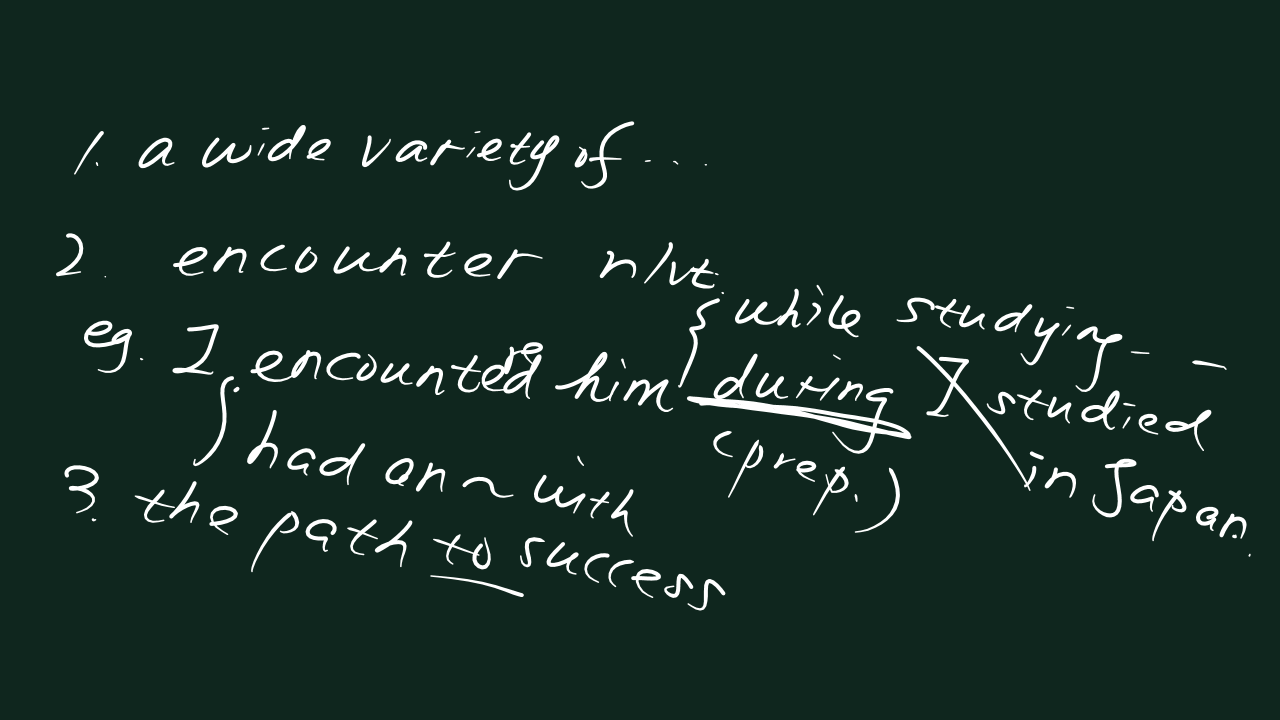 1. a wide variety of ...
2. encounter n/vt.
{ while studying - -
eg. I encountered him during I studied in Japan.
(prep.)
{ had an ~ with
3. the path to success